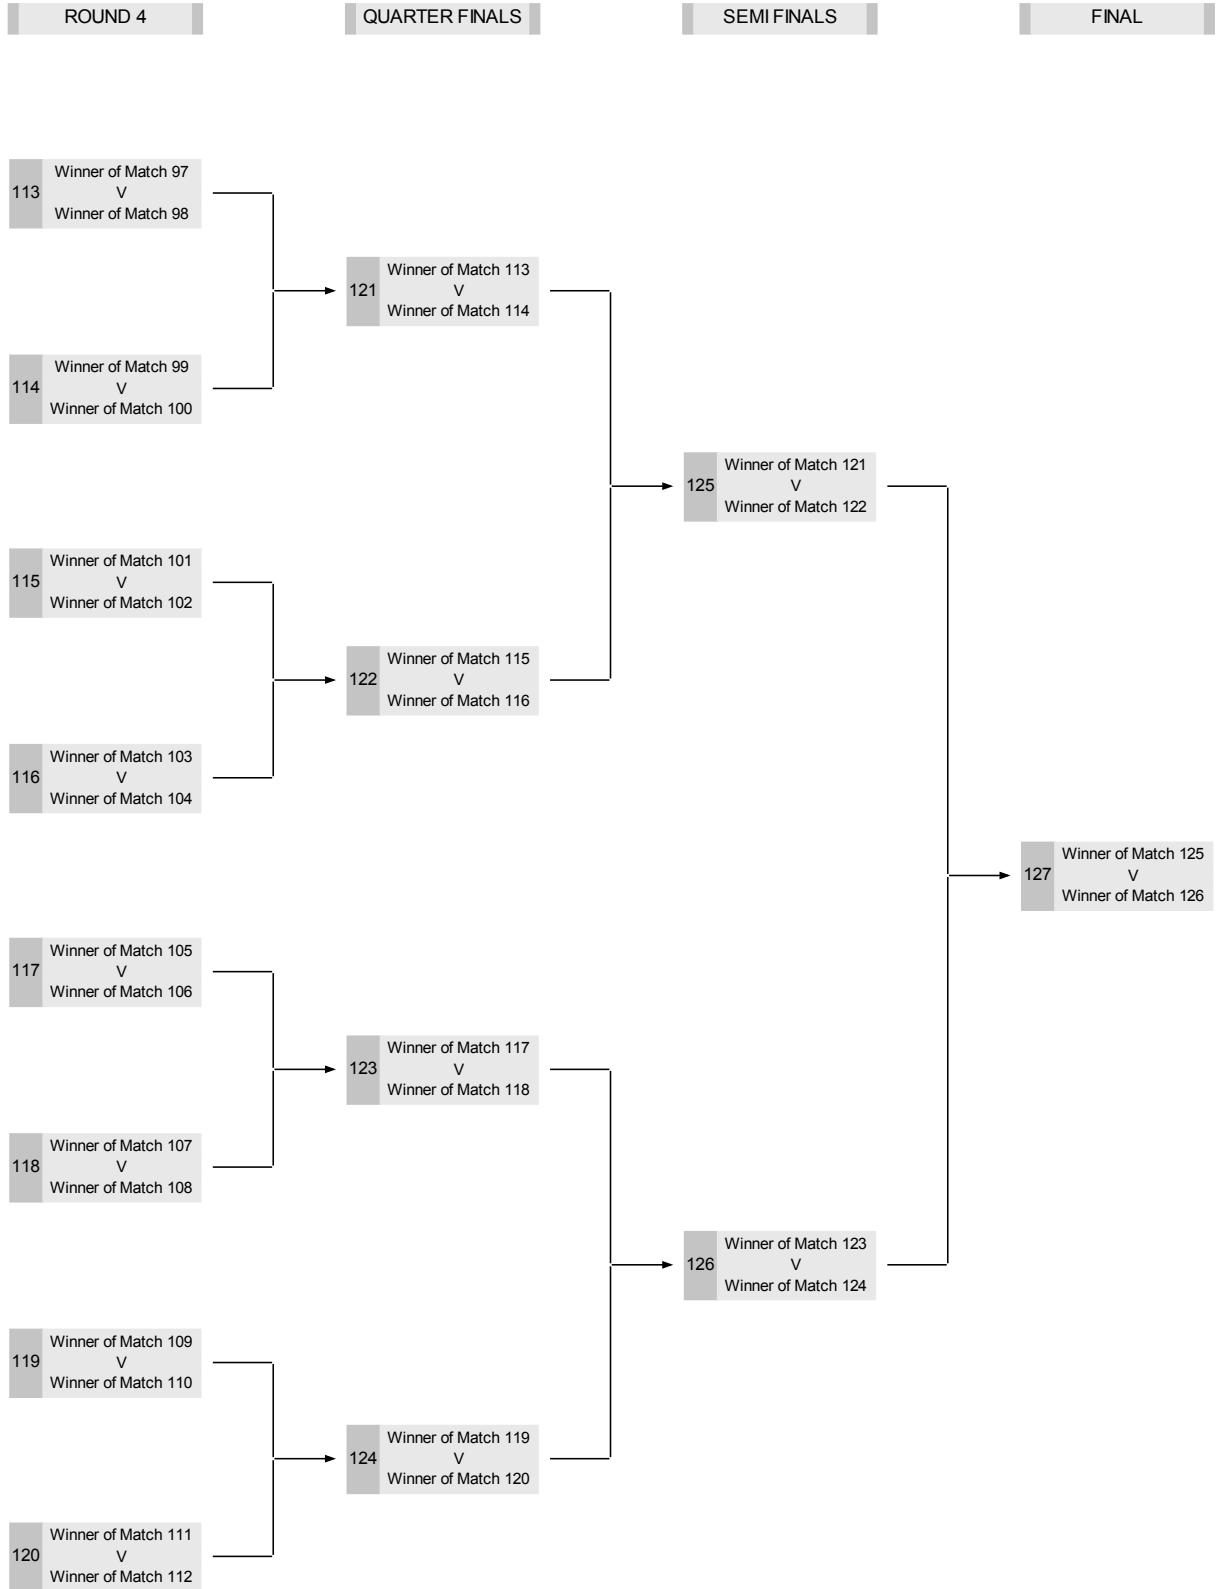 ROUND 4
QUARTER FINALS
SEMI FINALS
FINAL
113
Winner of Match 97
V
Winner of Match 98
114
Winner of Match 99
V
Winner of Match 100
115
Winner of Match 101
V
Winner of Match 102
116
Winner of Match 103
V
Winner of Match 104
117
Winner of Match 105
V
Winner of Match 106
118
Winner of Match 107
V
Winner of Match 108
119
Winner of Match 109
V
Winner of Match 110
120
Winner of Match 111
V
Winner of Match 112
121
Winner of Match 113
V
Winner of Match 114
122
Winner of Match 115
V
Winner of Match 116
123
Winner of Match 117
V
Winner of Match 118
124
Winner of Match 119
V
Winner of Match 120
125
Winner of Match 121
V
Winner of Match 122
126
Winner of Match 123
V
Winner of Match 124
127
Winner of Match 125
V
Winner of Match 126